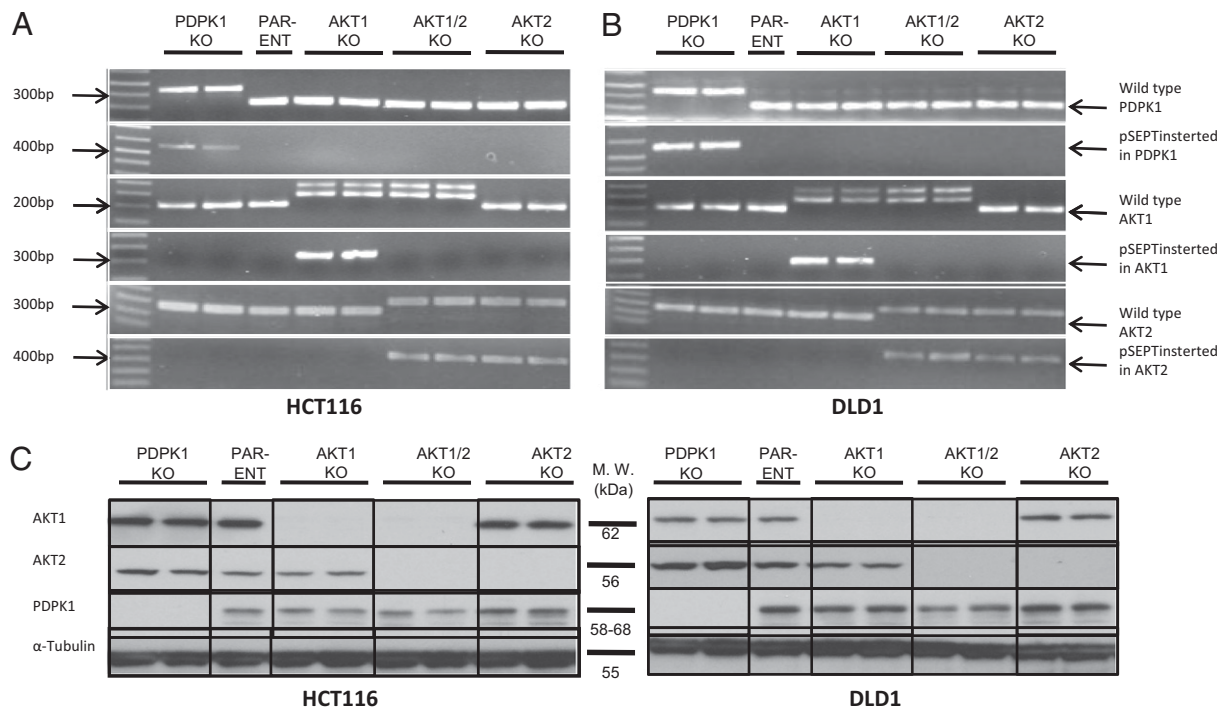 A
PDPK1 KO
PAR-ENT
AKT1 KO
AKT1/2 KO
AKT2 KO
300bp
400bp
200bp
300bp
300bp
400bp
HCT116
B
PDPK1 KO
PAR-ENT
AKT1 KO
AKT1/2 KO
AKT2 KO
Wild type
PDPK1
pSEPTinsterted
in PDPK1
Wild type
AKT1
pSEPTinsterted
in AKT1
Wild type
AKT2
pSEPTinsterted
in AKT2
DLD1
C
PDPK1 KO
PAR-ENT
AKT1 KO
AKT1/2 KO
AKT2 KO
M. W.
(kDa)
PDPK1 KO
PAR-ENT
AKT1 KO
AKT1/2 KO
AKT2 KO
AKT1
62
AKT2
56
PDPK1
58-68
α-Tubulin
55
HCT116
DLD1